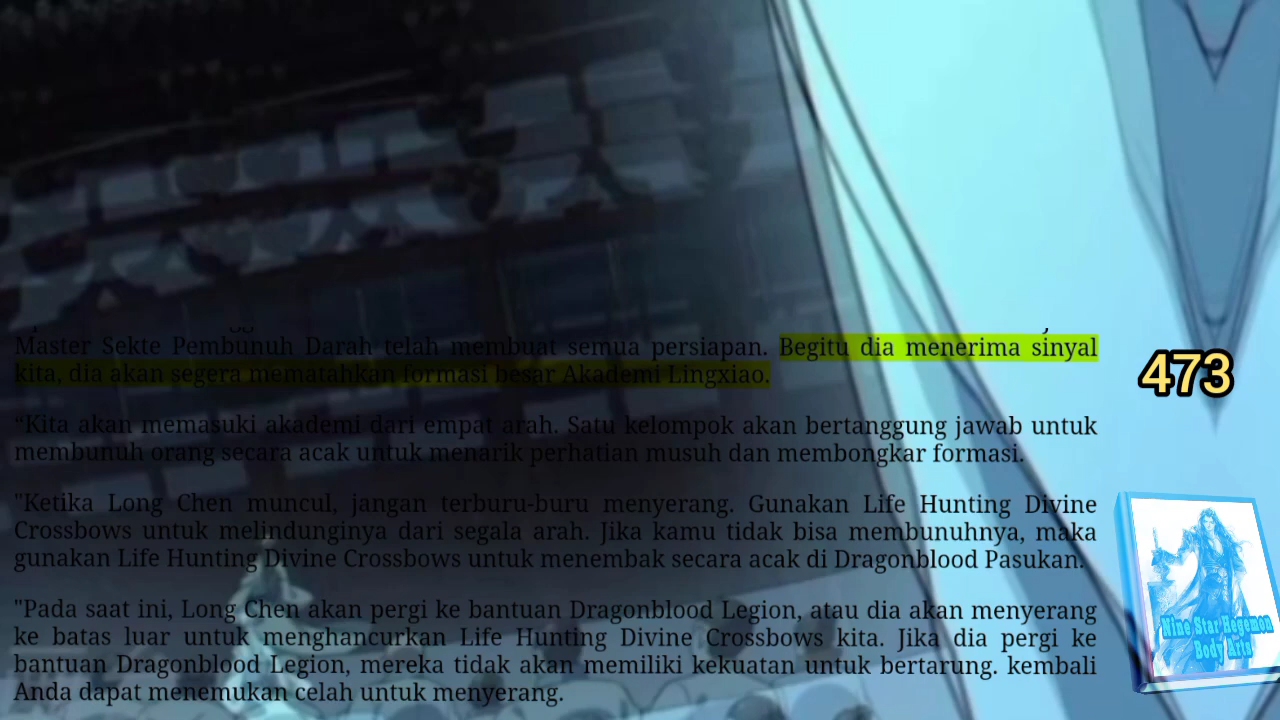 Master Sekte Pembunuh Darah telah membuat semua persiapan. Begitu dia menerima sinyal
kita, dia akan segera mematahkan formasi besar Akademi Lingxiao.
“Kita akan memasuki akademi dari empat arah. Satu kelompok akan bertanggung jawab untuk
membunuh orang secara acak untuk menarik perhatian musuh dan membongkar formasi.
"Ketika Long Chen muncul, jangan terburu-buru menyerang. Gunakan Life Hunting Divine
Crossbows untuk melindunginya dari segala arah. Jika kamu tidak bisa membunuhnya, maka
gunakan Life Hunting Divine Crossbows untuk menembak secara acak di Dragonblood Pasukan.
"Pada saat ini, Long Chen akan pergi ke bantuan Dragonblood Legion, atau dia akan menyerang
ke batas luar untuk menghancurkan Life Hunting Divine Crossbows kita. Jika dia pergi ke
bantuan Dragonblood Legion, mereka tidak akan memiliki kekuatan untuk bertarung. kembali
Anda dapat menemukan celah untuk menyerang.
473
Nine Star Hegemon
Body Arts